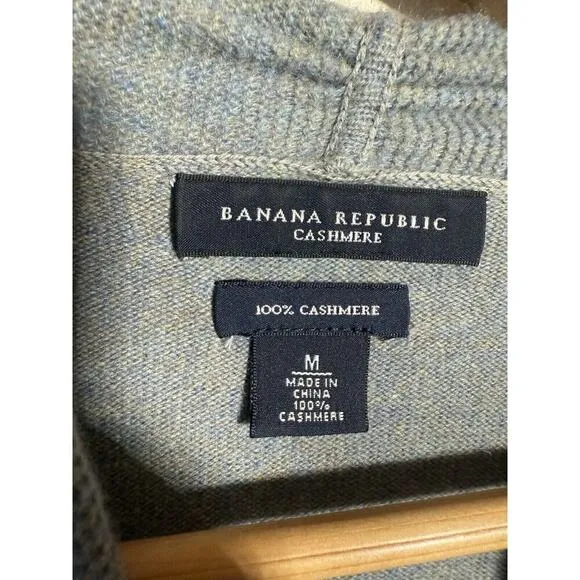 BANANA REPUBLIC
CASHMERE
100% CASHMERE
M
MADE IN
CHINA
100%
CASHMERE